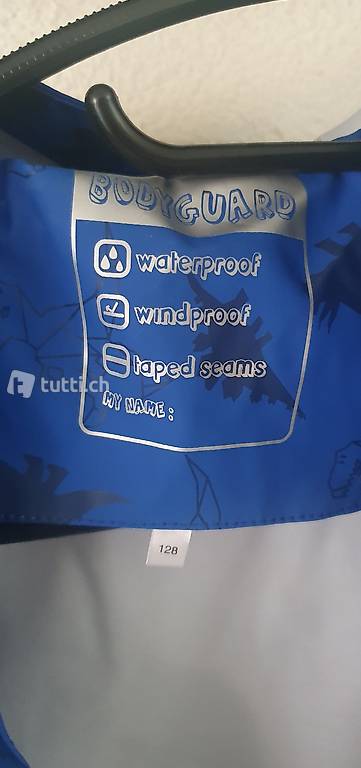 BODYGUARD
waterproof
windproof
taped seams
MY NAME:
tutti.ch
128